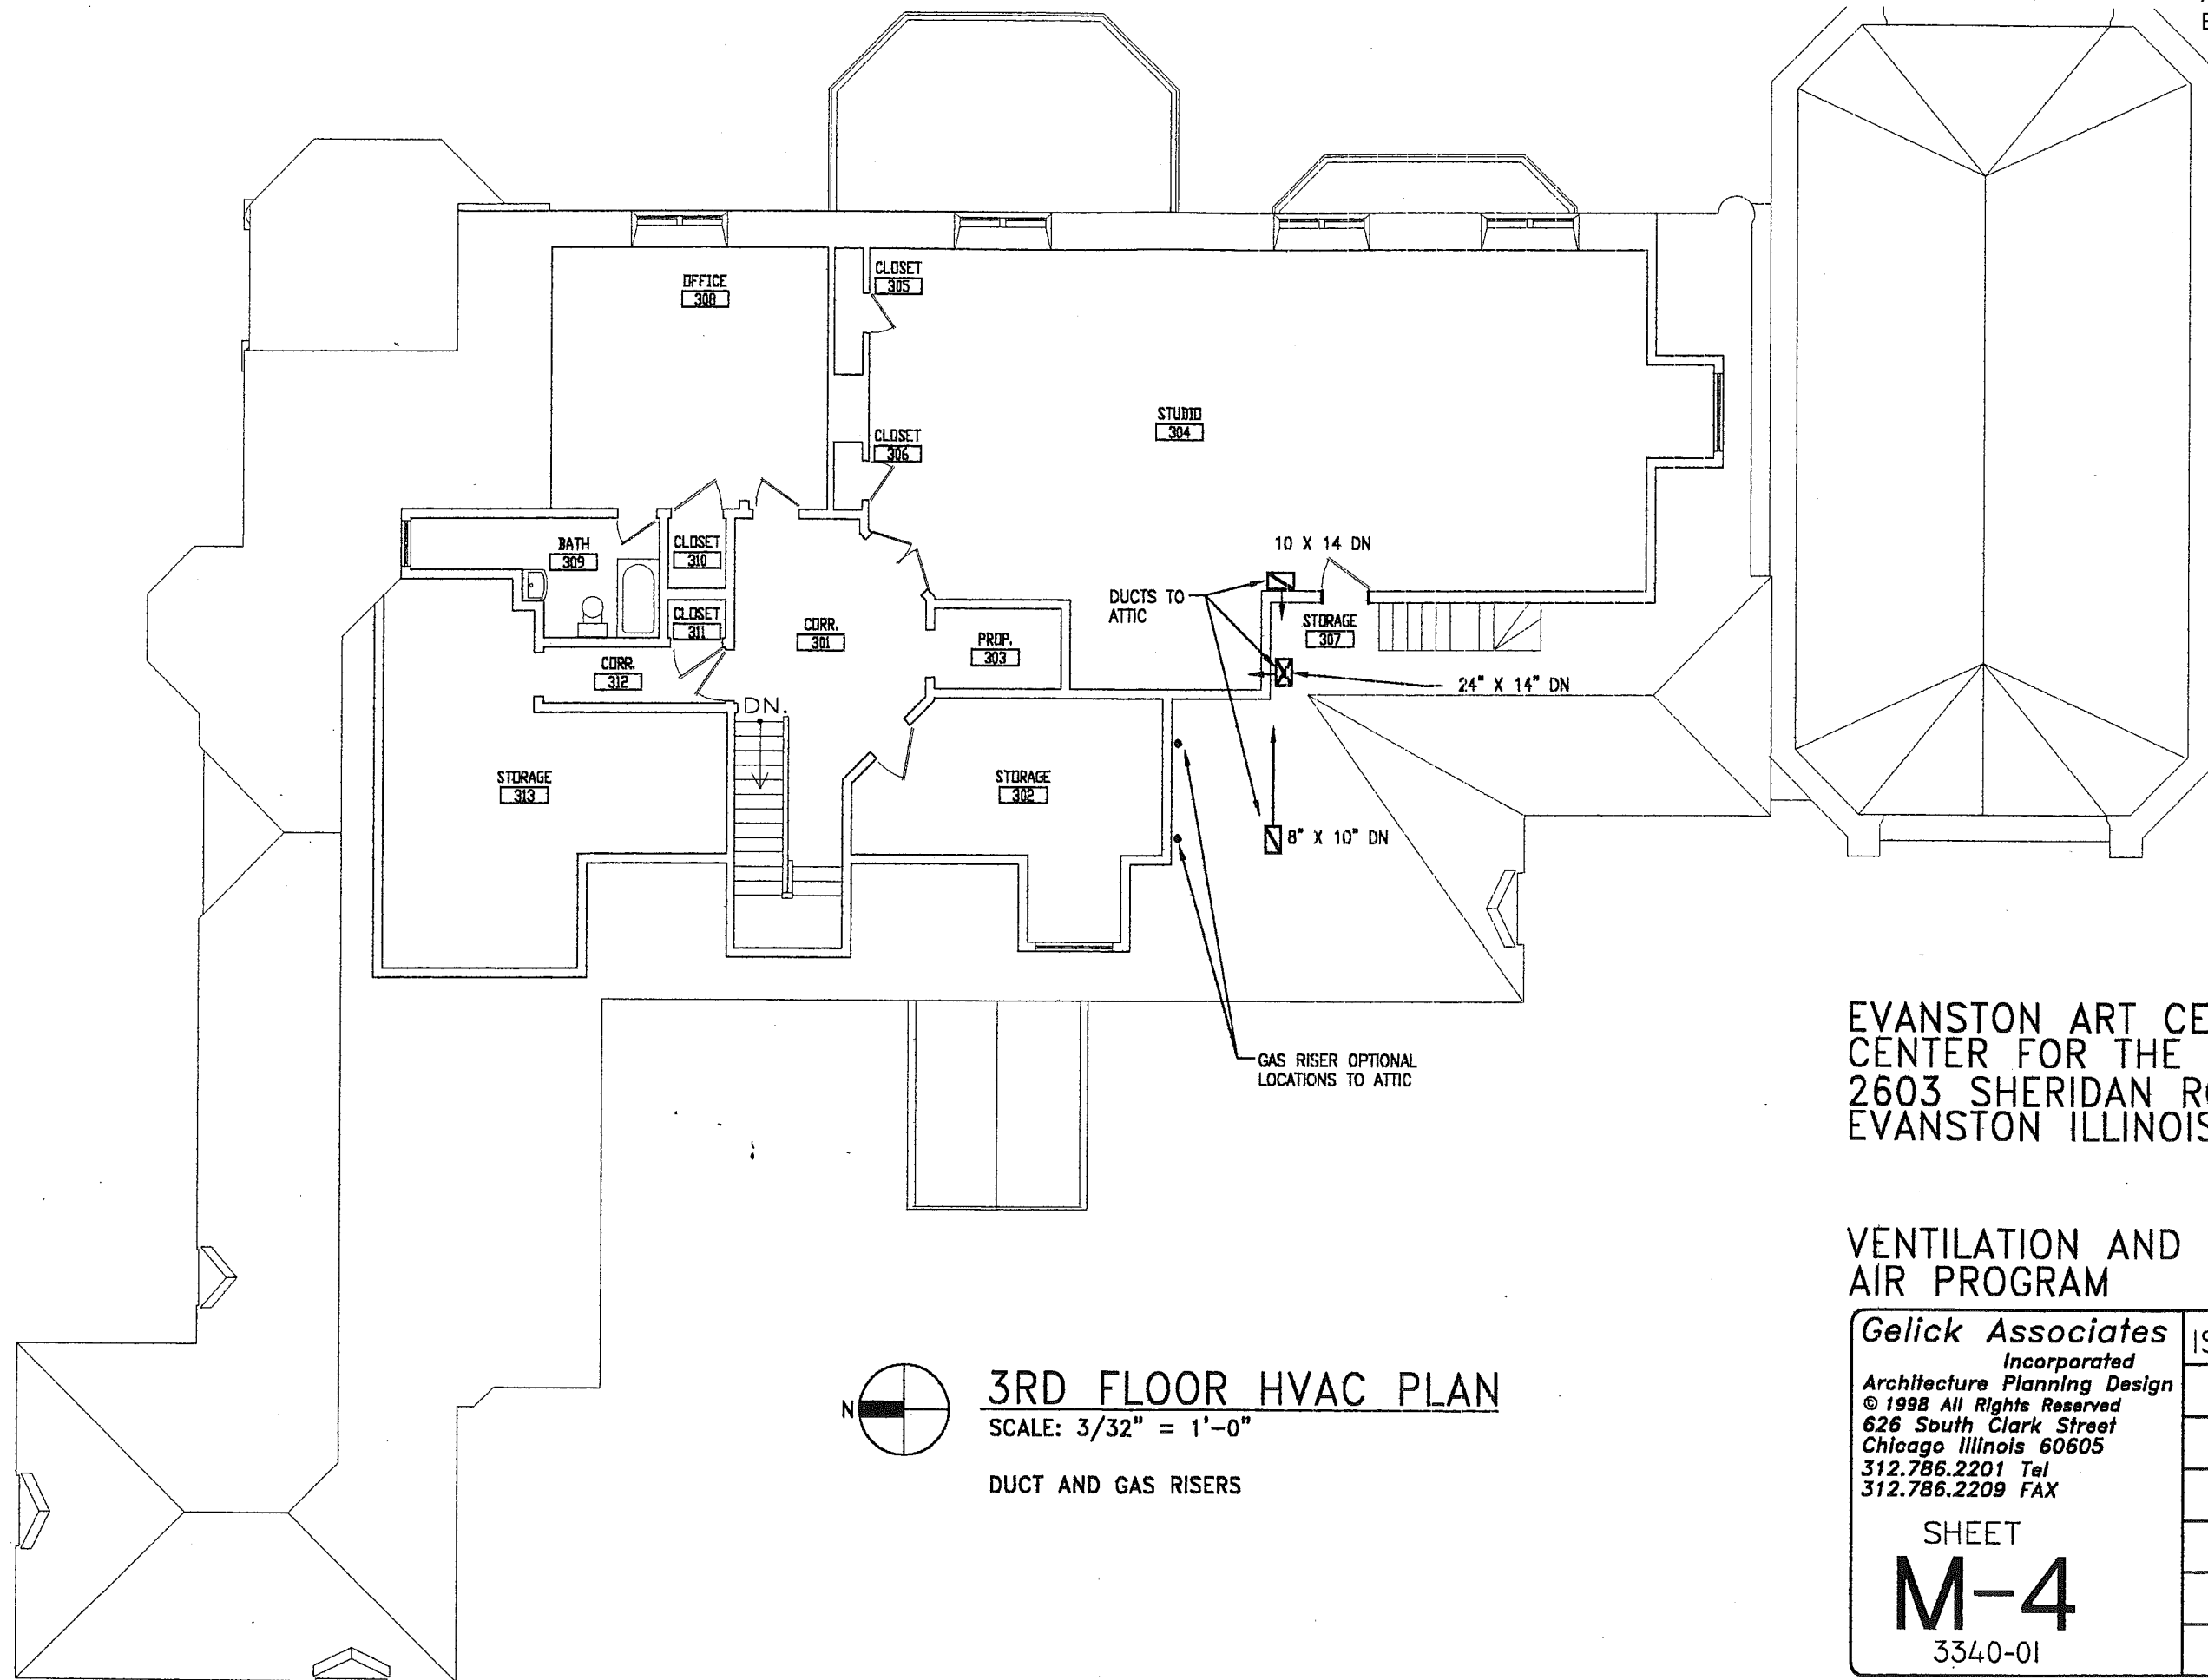 OFFICE
308
CLOSET
305
STUDIO
304
CLOSET
306
BATH
309
CLOSET
310
CLOSET
311
CORR.
312
CORR.
301
PROP.
303
10 X 14 DN
DUCTS TO
ATTIC
STORAGE
307
24" X 14" DN
DN.
STORAGE
313
STORAGE
302
8" X 10" DN
GAS RISER OPTIONAL
LOCATIONS TO ATTIC
N
3RD FLOOR HVAC PLAN
SCALE: 3/32" = 1'-0"
DUCT AND GAS RISERS
EVANSTON ART CE
CENTER FOR THE
2603 SHERIDAN RO
EVANSTON ILLINOIS
VENTILATION AND
AIR PROGRAM
Gelick Associates
Incorporated
Architecture Planning Design
© 1998 All Rights Reserved
626 South Clark Street
Chicago Illinois 60605
312.786.2201 Tel
312.786.2209 FAX
SHEET
M-4
3340-01
IS